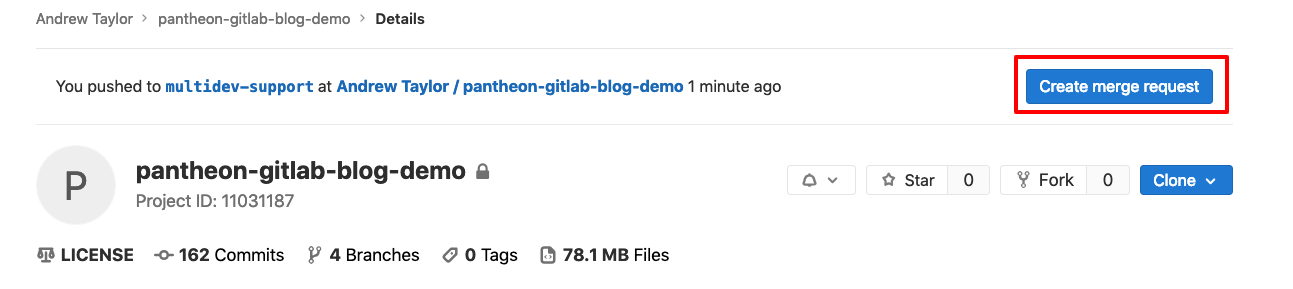 Andrew Taylor > pantheon-gitlab-blog-demo > Details
You pushed to multidev-support at Andrew Taylor / pantheon-gitlab-blog-demo 1 minute ago
Create merge request
P
pantheon-gitlab-blog-demo
Project ID: 11031187
Star 0 Fork 0 Clone
LICENSE 162 Commits 4 Branches 0 Tags 78.1 MB Files